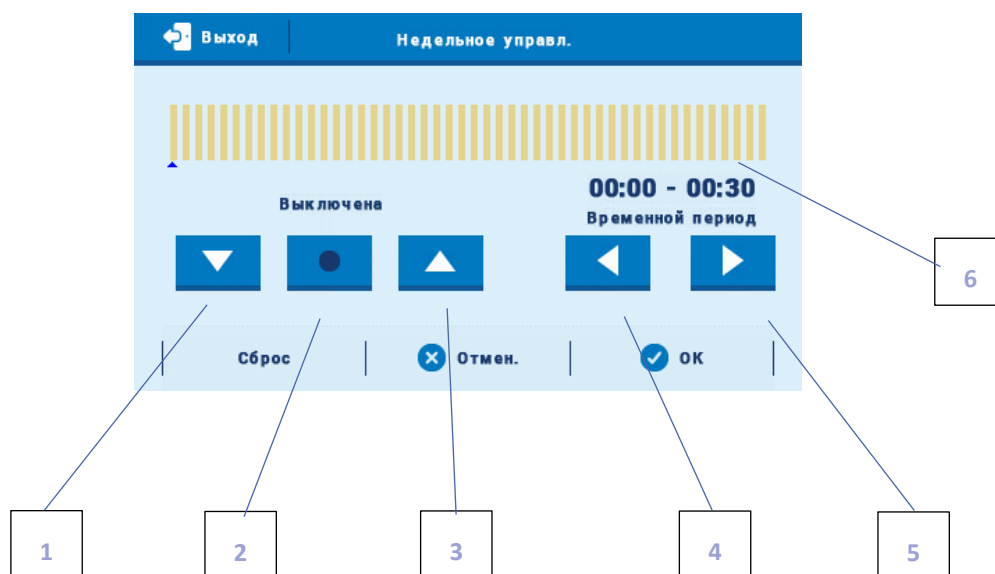 Выход
Недельное управл.
00:00 - 00:30
Выключена
Временной период
6
Сброс
Отмен.
OK
1
2
3
4
5